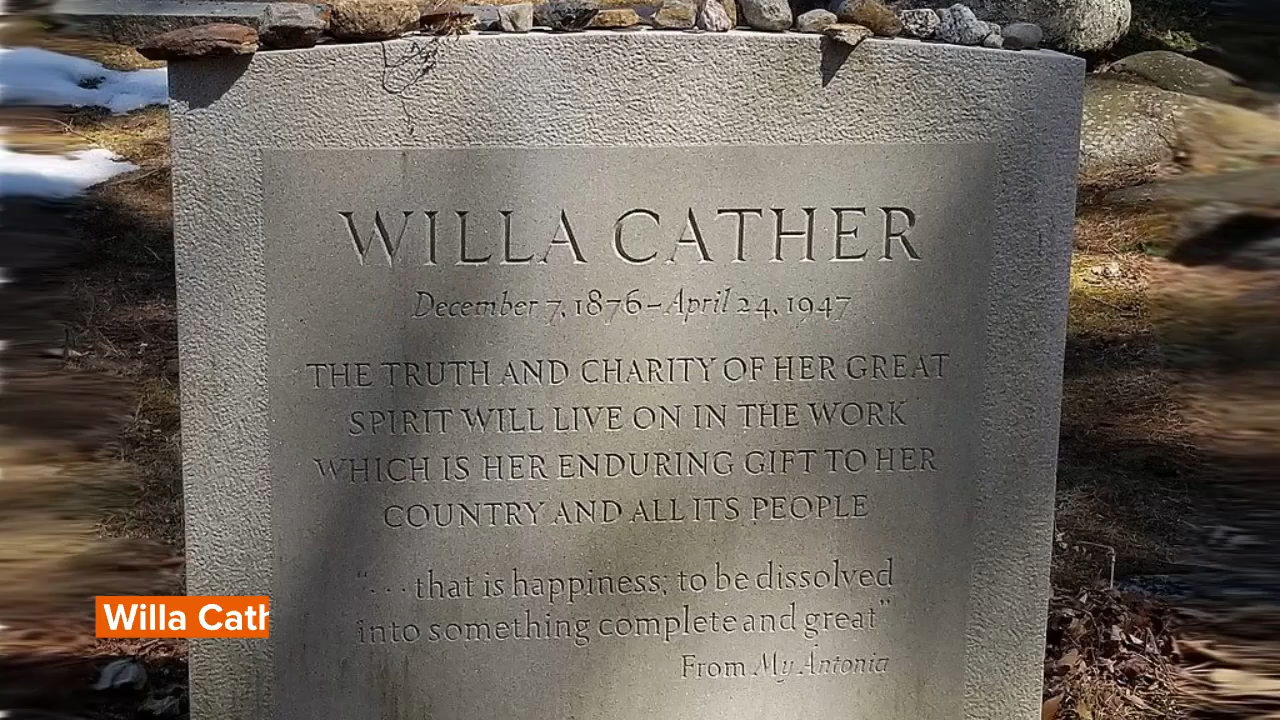 WILLA CATHER
December 7, 1876–April 24, 1947
THE TRUTH AND CHARITY OF HER GREAT
SPIRIT WILL LIVE ON IN THE WORK
WHICH IS HER ENDURING GIFT TO HER
COUNTRY AND ALL ITS PEOPLE
“ . . . that is happiness; to be dissolved
into something complete and great”
From My Antonia
Willa Cath